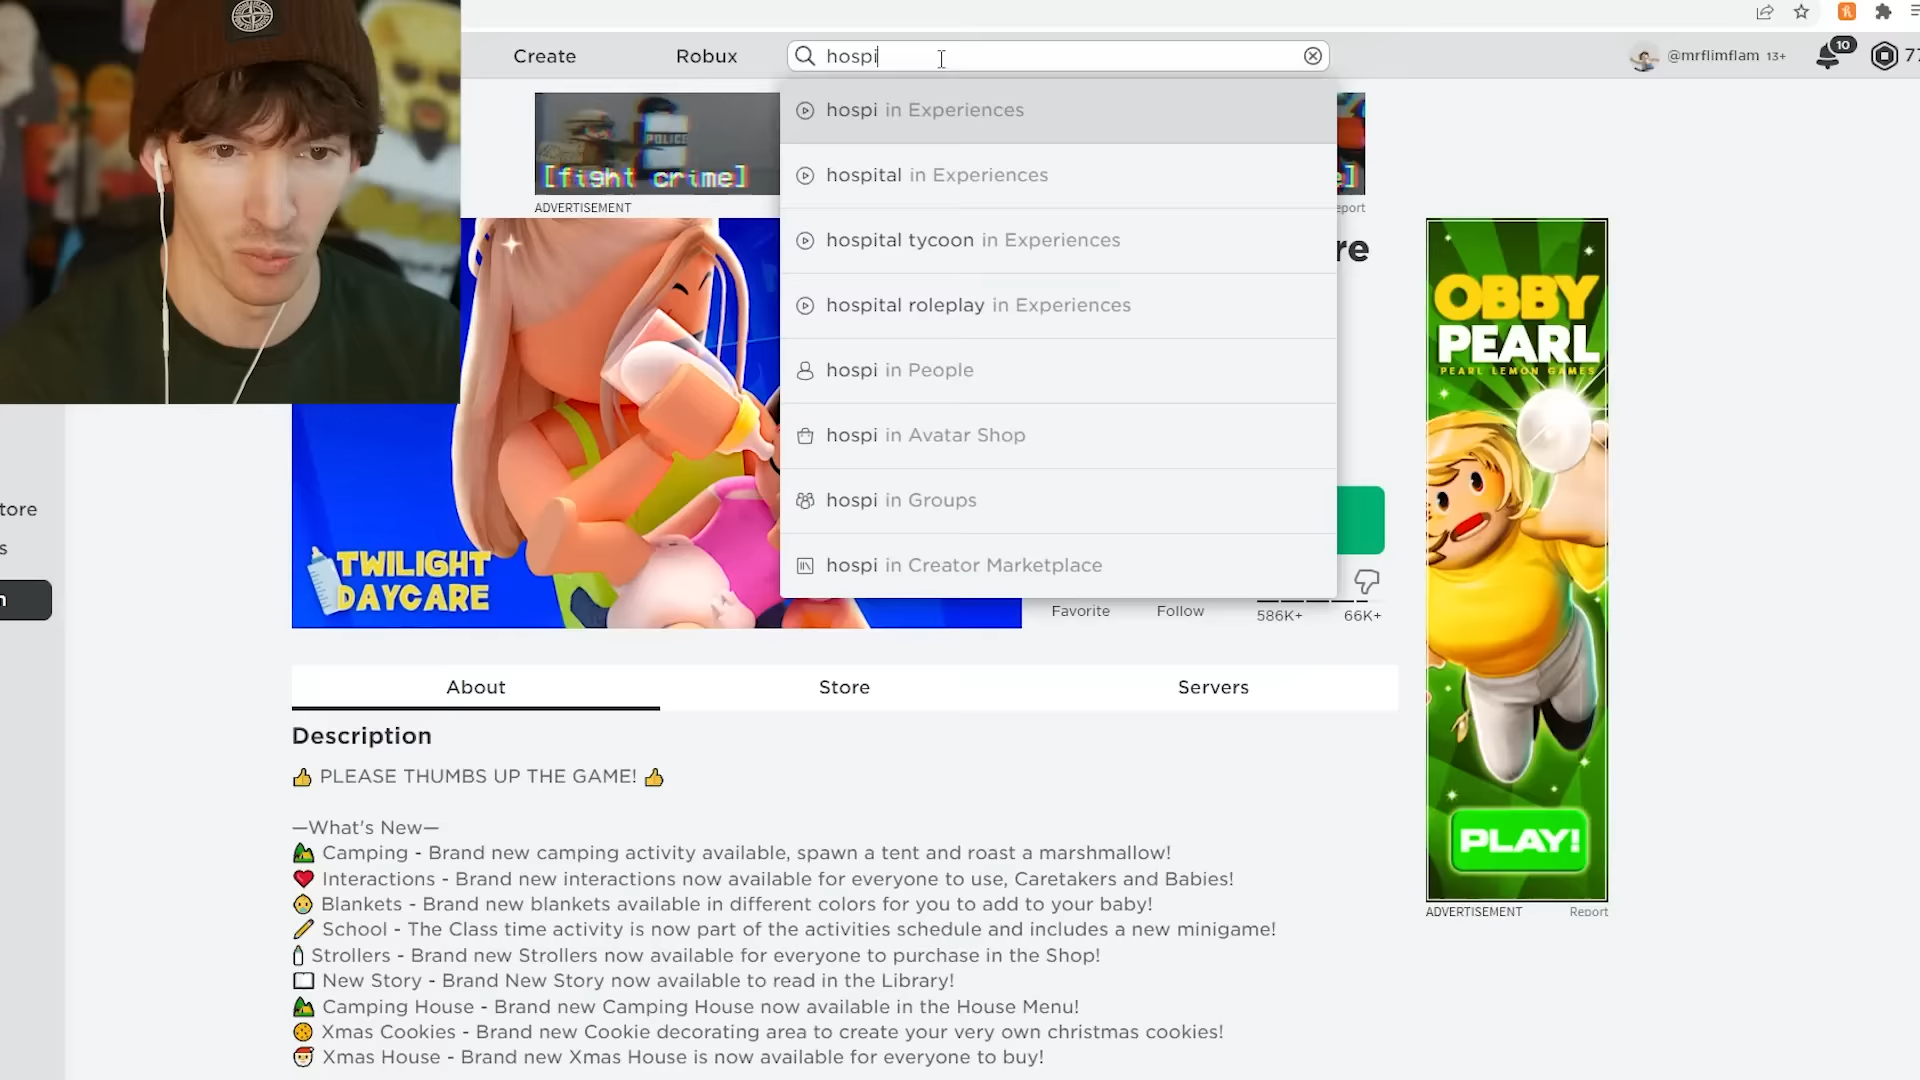 Create
Robux
hospi
@mrflimflam 13+
10
77
hospi in Experiences
hospital in Experiences
hospital tycoon in Experiences
hospital roleplay in Experiences
hospi in People
hospi in Avatar Shop
hospi in Groups
hospi in Creator Marketplace
POLICE
[fight crime]
e]
ADVERTISEMENT
eport
re
tore
s
n
TWILIGHT
DAYCARE
Favorite
Follow
586K+
66K+
OBBY
PEARL
PEARL LEMON GAMES
PLAY!
ADVERTISEMENT
Report
About
Store
Servers
Description
👍 PLEASE THUMBS UP THE GAME! 👍
—What's New—
🏕 Camping - Brand new camping activity available, spawn a tent and roast a marshmallow!
❤️ Interactions - Brand new interactions now available for everyone to use, Caretakers and Babies!
👶 Blankets - Brand new blankets available in different colors for you to add to your baby!
✏️ School - The Class time activity is now part of the activities schedule and includes a new minigame!
🍼 Strollers - Brand new Strollers now available for everyone to purchase in the Shop!
📖 New Story - Brand New Story now available to read in the Library!
🏕 Camping House - Brand new Camping House now available in the House Menu!
🍪 Xmas Cookies - Brand new Cookie decorating area to create your very own christmas cookies!
🎅 Xmas House - Brand new Xmas House is now available for everyone to buy!